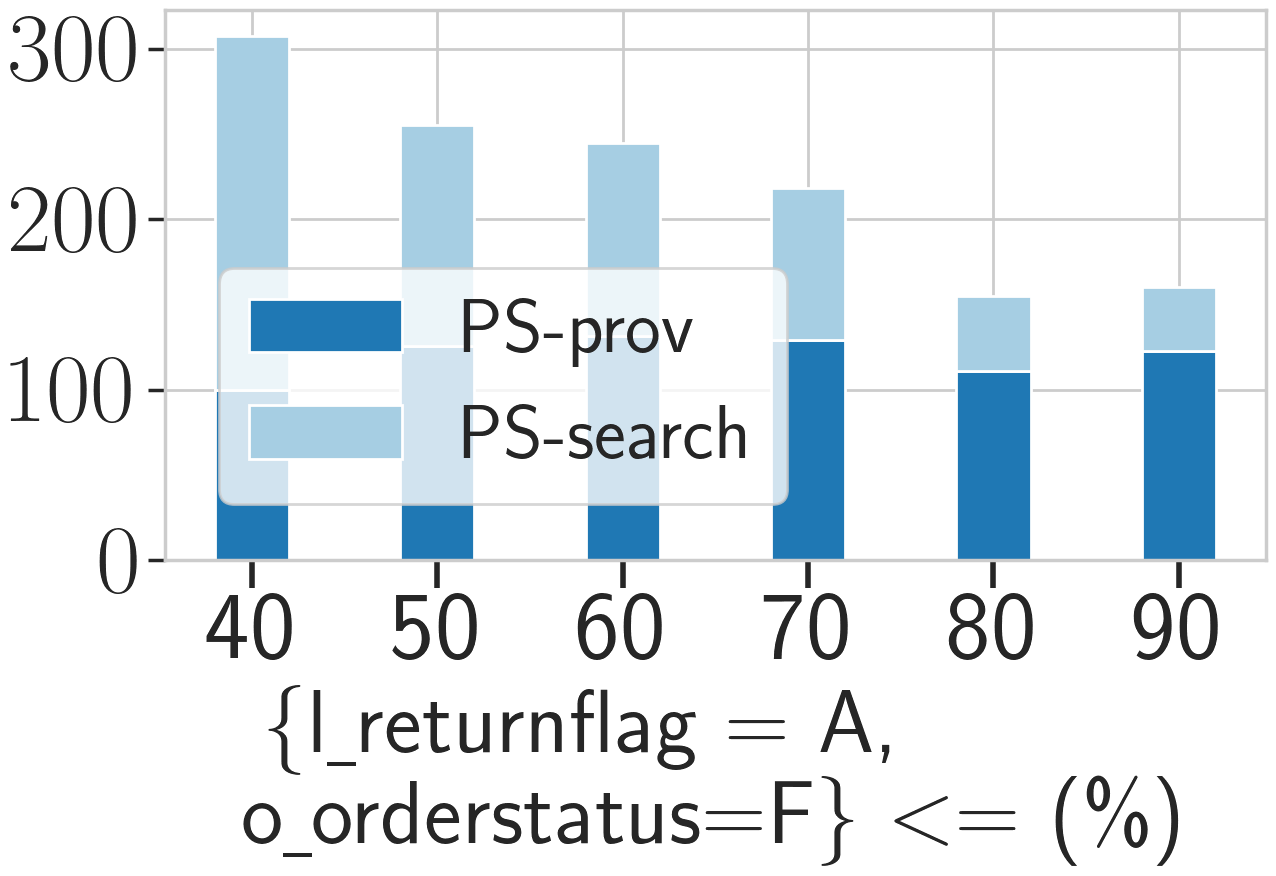 300
200
100
0
PS-prov
PS-search
40 50 60 70 80 90
{l_returnflag = A,
o_orderstatus=F} <= (%)